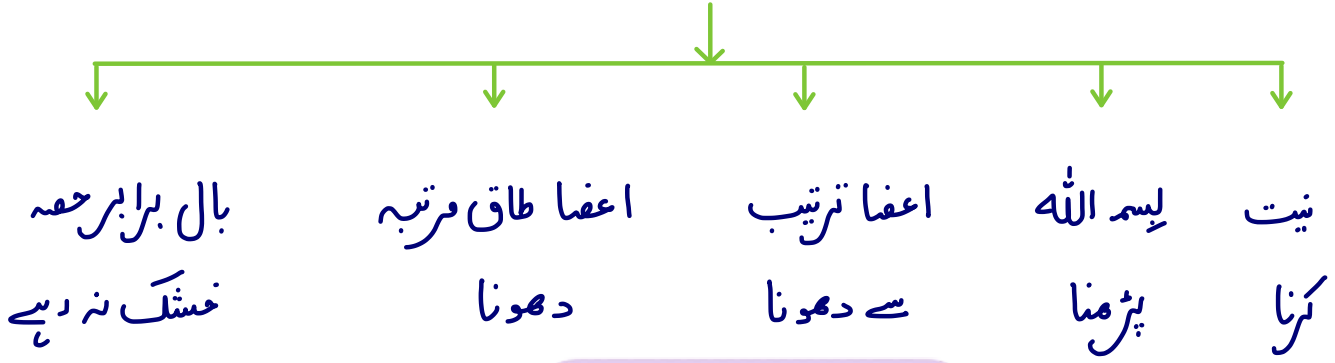 نیت
کرنا
بسم اللہ
پڑھنا
اعضا ترتیب
سے دھونا
اعضا طاق مرتبہ
دھونا
بال برابر حصہ
خشک نہ رہے